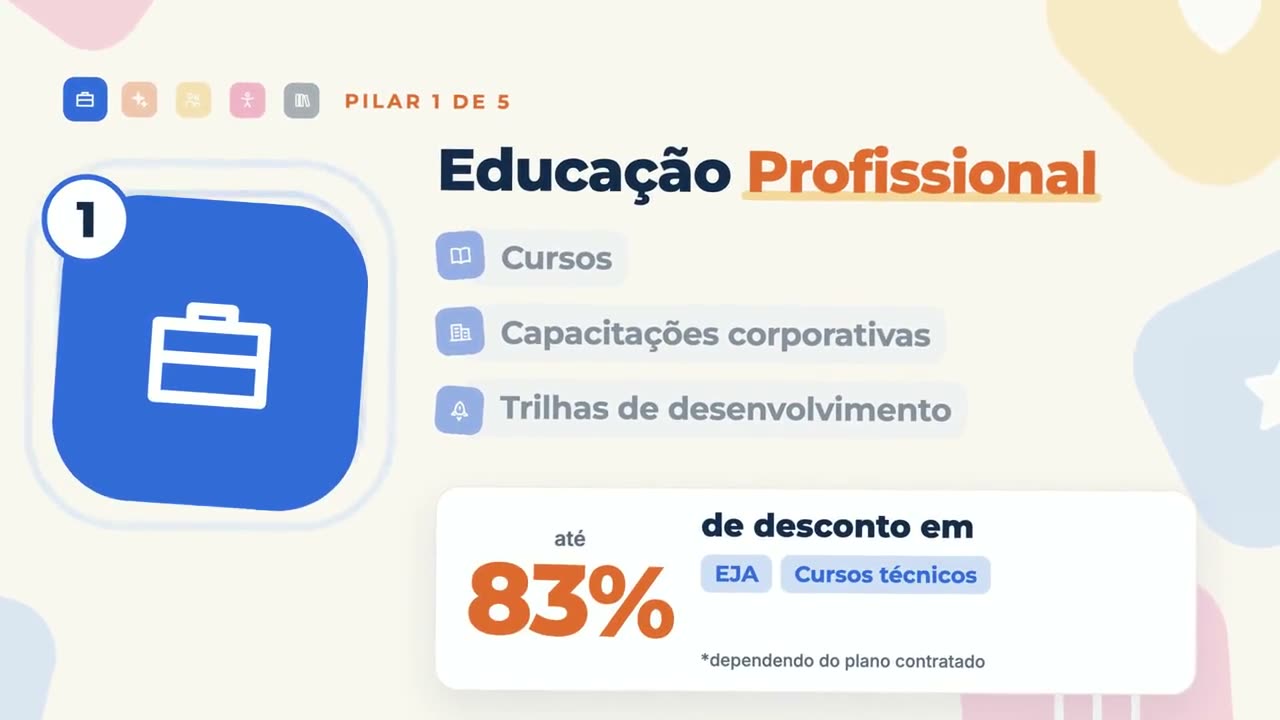 PILAR 1 DE 5
1
Educação Profissional
Cursos
Capacitações corporativas
Trilhas de desenvolvimento
até
83%
de desconto em
EJA Cursos técnicos
*dependendo do plano contratado